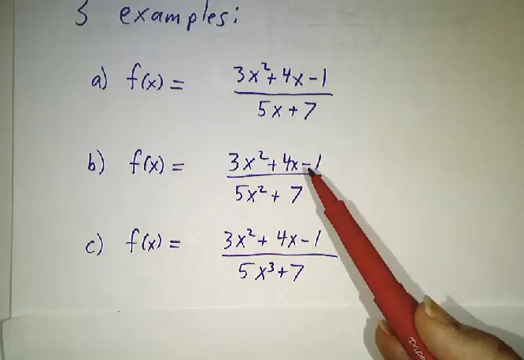 3 examples:
a) f(x) = (3x²+4x-1)/(5x+7)
b) f(x) = (3x²+4x-1)/(5x²+7)
c) f(x) = (3x²+4x-1)/(5x³+7)